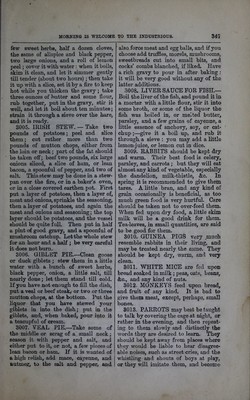 MORNING IS WELCOME TO THE INDUSTRIOUS. 241
few sweet herbs, half a dozen cloves,
the same of allspice and black pepper,
two large onions, and a roll of lemon
peel; cover it with water: when it boils,
skim it clean, and let it simmer gently
till tender (about two hours); then take
it up with a slice, set it by a fire to keep
hot while you thicken the gravy; take
three ounces of butter and some flour,
rub together, put in the gravy, stir it
well, and let it boil about ten minutes;
strain it through a sieve over the hare,
and it is ready.
2005. IRISH STEW. — Take two
pounds of potatoes; peel and slice
them; cut rather more than two
pounds of mutton chops, either from
the loin or neck; part of the fat should
be taken off; beef two pounds, six large
onions sliced, a slice of ham, or lean
bacon, a spoonful of pepper, and two of
salt. This stew may be done in a stew-
pan over the fire, or in a baker's oven,
or in a close covered earthen pot. First
put a layer of potatoes, then a layer of
meat and onions, sprinkle the seasoning,
then a layer of potatoes, and again the
meat and onions and seasoning; the top
layer should be potatoes, and the vessel
should be quite full. Then put in half
a pint of good gravy, and a spoonful of
mushroom ketchup. Let the whole stew
for an hour and a half; be very careful
it does not burn.
2006. GIBLET PIE.—Clean goose
or duck giblets; stew them in a little
water with a bunch of sweet herbs,
black pepper, onion, a little salt, till
nearly done; let them stand till cold.
If you have not enough to fill the dish,
put a veal or beef steak, or two or three
mutton chops, at the bottom. Put the
liquor that you have stewed your
giblets in into the dish; put in the
giblets, and, when baked, pour into it
a teacupful of cream.
2007. VEAL PIE.—Take some of
the middle or scrag of a small neck;
season it with pepper and salt, and
either put to it, or not, a few pieces of
lean bacon or ham. If it is wanted of
a high relish, add mace, cayenne, and
nutmeg, to the salt and pepper, and
also force meat and egg balls, and if you
choose add truffles, morels, mushrooms,
sweetbreads cut into small bits, and
cocks' combs blanched, if liked. Have
a rich gravy to pour in after baking:
it will be very good without any of the
latter additions.
2008. LIVER SAUCE FOR FISH.—
Boil the liver of the fish, and pound it in
a mortar with a little flour, stir it into
some broth, or some of the liquor the
fish was boiled in, or melted butter,
parsley, and a few grains of cayenne, a
little essence of anchovy, soy, or cat-
chup;—give it a boil up, and rub it
through a sieve; you may add a little
lemon juice, or lemon cut in dice.
2009. RABBITS should be kept dry
and warm. Their best food is celery,
parsley, and carrots; but they will eat
almost any kind of vegetable, especially
the dandelion, milk-thistle, &c. In
spring it is recommended to give them
tares. A little bran, and any kind of
grain occasionally is beneficial, as too
much green food is very hurtful. Care
should be taken not to over-feed them.
When fed upon dry food, a little skim
milk will be a good drink for them.
Tea-leaves, in small quantities, are said
to be good for them.
2010. GUINEA PIGS very much
resemble rabbits in their living, and
may be treated nearly the same. They
should be kept dry, warm, and very
clean.
2011. WHITE MICE are fed upon
bread soaked in milk; peas, oats, beans,
&c., and any kind of nuts.
2012. MONKEYS feed upon bread,
and fruit of any kind. It is bad to
give them meat, except, perhaps, small
bones.
2013. PARROTS may best be taught
to talk by covering the cage at night, or
rather in the evening, and then repeat-
ing to them slowly and distinctly the
words they are desired to learn. They
should be kept away from places where
they would be liable to hear disagree-
able noises, such as street cries, and the
whistling and shouts of boys at play,
or they will imitate them, and become